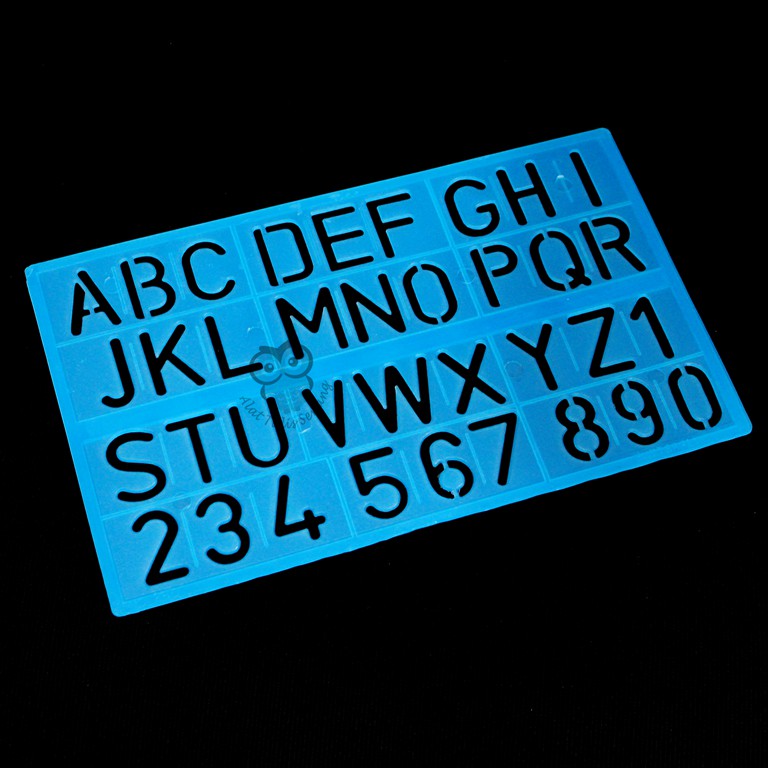 ABC DEF GHI
JKL MNO PQR
STU VWX YZ1
234 567 890